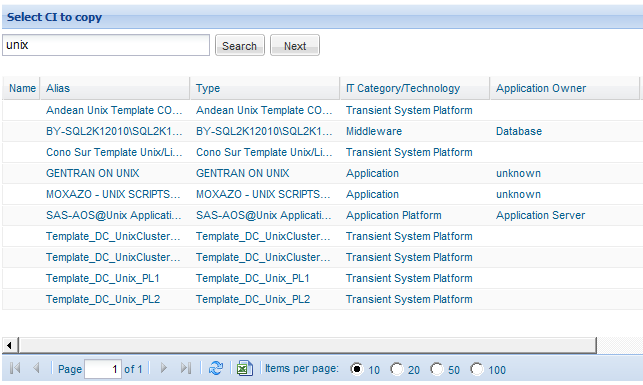 Select CI to copy
unix Search Next
Name Alias Type IT Category/Technology Application Owner
Andean Unix Template CO... Andean Unix Template CO... Transient System Platform
BY-SQL2K12010\SQL2K1... BY-SQL2K12010\SQL2K1... Middleware Database
Cono Sur Template Unix/Li... Cono Sur Template Unix/Li... Transient System Platform
GENTRAN ON UNIX GENTRAN ON UNIX Application unknown
MOXAZO - UNIX SCRIPTS... MOXAZO - UNIX SCRIPTS... Application unknown
SAS-AOS@Unix Applicati... SAS-AOS@Unix Applicati... Application Platform Application Server
Template_DC_UnixCluster... Template_DC_UnixCluster... Transient System Platform
Template_DC_UnixCluster... Template_DC_UnixCluster... Transient System Platform
Template_DC_Unix_PL1 Template_DC_Unix_PL1 Transient System Platform
Template_DC_Unix_PL2 Template_DC_Unix_PL2 Transient System Platform
Page 1 of 1 Items per page: 10 20 50 100